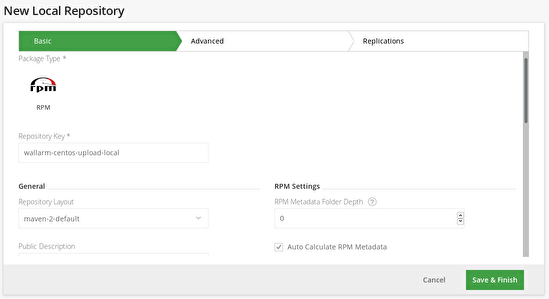 New Local Repository
Basic
Advanced
Replications
Package Type *
rpm
RPM
Repository Key *
wallarm-centos-upload-local
General
RPM Settings
Repository Layout
RPM Metadata Folder Depth ?
maven-2-default
0
Public Description
Auto Calculate RPM Metadata
Cancel
Save & Finish